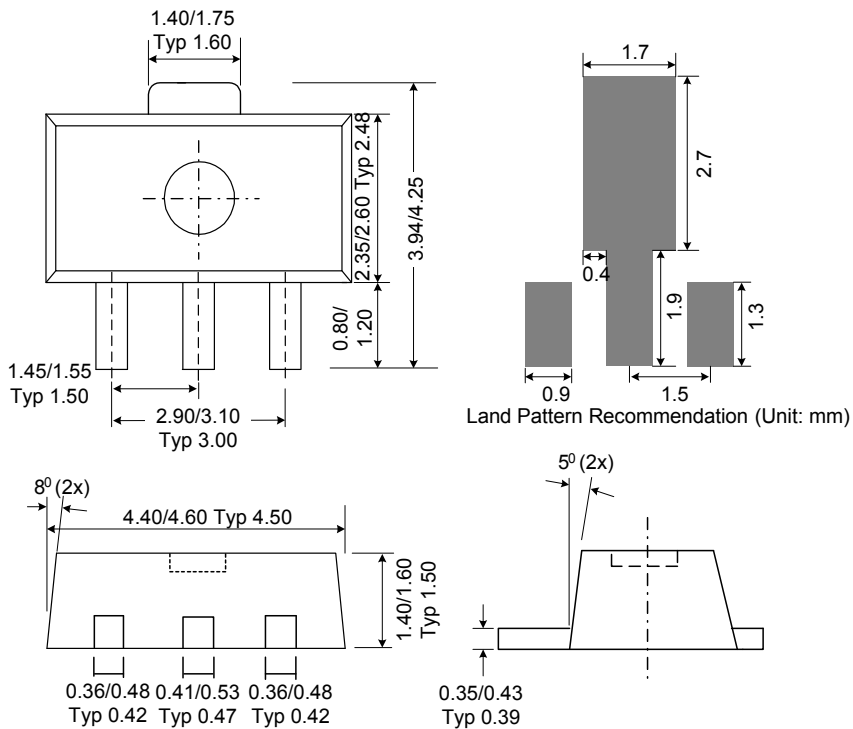 1.40/1.75
Typ 1.60
2.35/2.60 Typ 2.48
3.94/4.25
0.80/
1.20
1.45/1.55
Typ 1.50
2.90/3.10
Typ 3.00
1.7
2.7
0.4
1.9
1.3
0.9
1.5
Land Pattern Recommendation (Unit: mm)
8⁰ (2x)
4.40/4.60 Typ 4.50
1.40/1.60
Typ 1.50
0.36/0.48 0.41/0.53 0.36/0.48
Typ 0.42 Typ 0.47 Typ 0.42
5⁰ (2x)
0.35/0.43
Typ 0.39